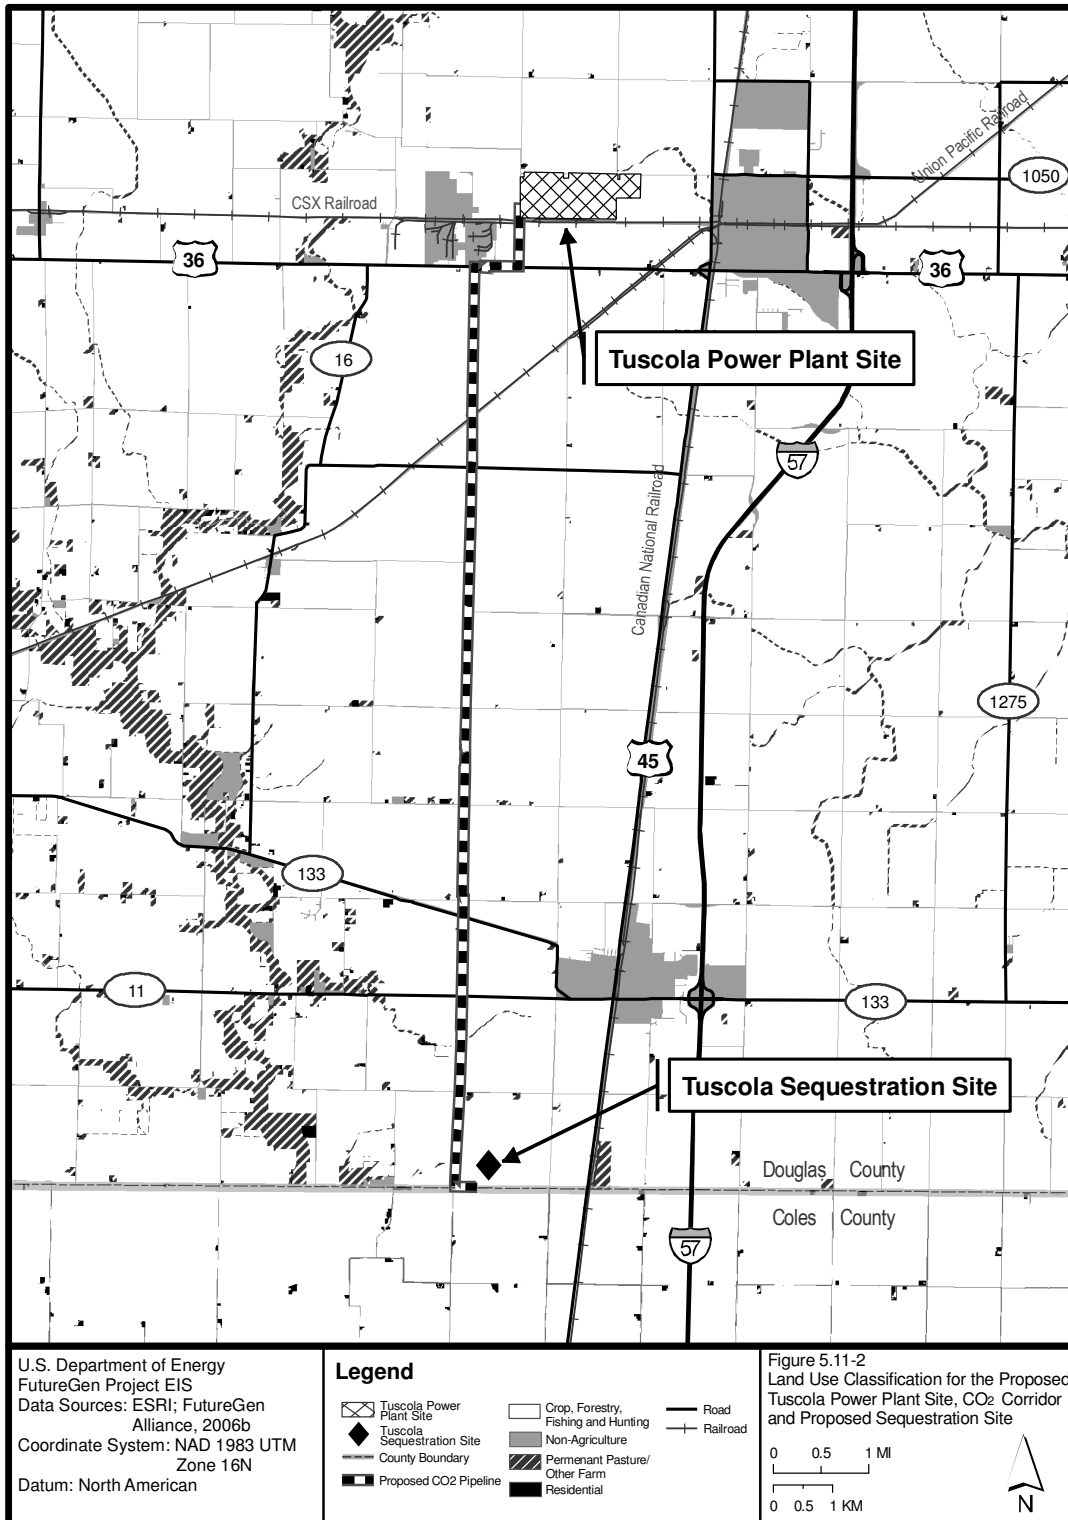 Union Pacific Railroad
1050
CSX Railroad
36
36
16
Tuscola Power Plant Site
57
Canadian National Railroad
1275
45
133
11
133
Tuscola Sequestration Site
Douglas County
Coles County
57
U.S. Department of Energy
FutureGen Project EIS
Data Sources: ESRI; FutureGen
Alliance, 2006b
Coordinate System: NAD 1983 UTM
Zone 16N
Datum: North American
Legend
Tuscola Power
Plant Site
Tuscola
Sequestration Site
County Boundary
Proposed CO2 Pipeline
Crop, Forestry,
Fishing and Hunting
Non-Agriculture
Permenant Pasture/
Other Farm
Residential
Road
Railroad
Figure 5.11-2
Land Use Classification for the Proposed
Tuscola Power Plant Site, CO2 Corridor
and Proposed Sequestration Site
0 0.5 1 MI
0 0.5 1 KM
N